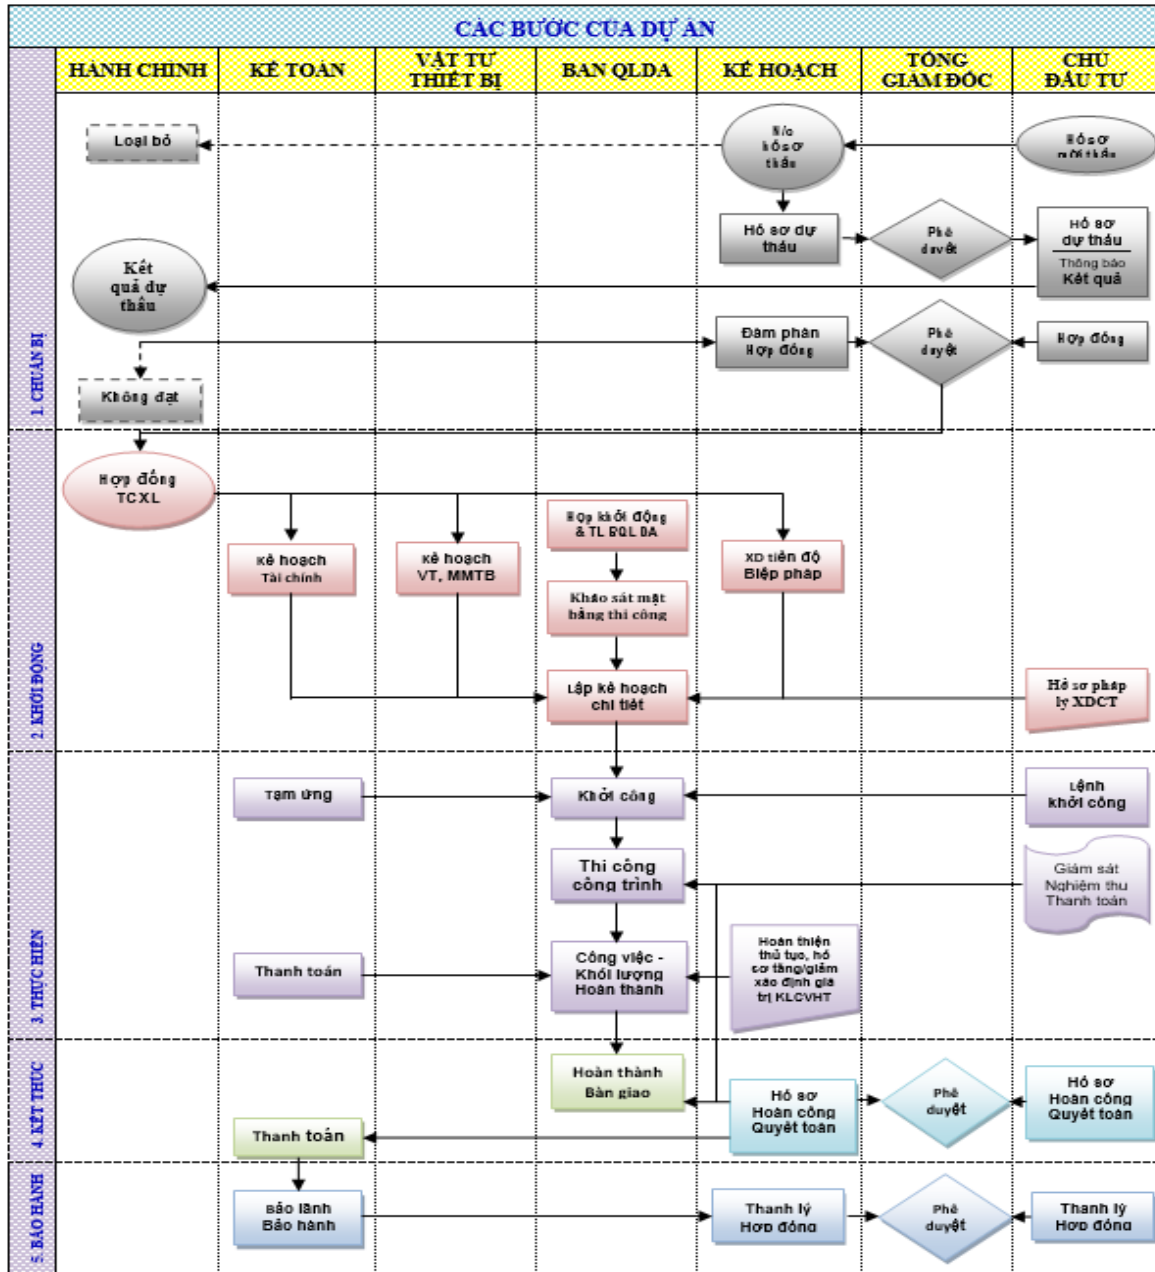 CÁC BƯỚC CỦA DỰ ÁN
HÀNH CHÍNH
KẾ TOÁN
VẬT TƯ
THIẾT BỊ
BAN QLDA
KẾ HOẠCH
TỔNG
GIÁM ĐỐC
CHỦ
ĐẦU TƯ
1. CHUẨN BỊ
Loại bỏ
N/c
hồ sơ
thầu
Hồ sơ
mời thầu
Hồ sơ dự
thầu
Phê
duyệt
Hồ sơ
dự thầu
Thông báo
Kết quả
Kết
quả dự
thầu
Đàm phán
Hợp đồng
Phê
duyệt
Hợp đồng
Không đạt
2. KHỞI ĐỘNG
Hợp đồng
TCXL
Họp khởi động
& TL BQL DA
Kế hoạch
Tài chính
Kế hoạch
VT, MMTB
XD tiến độ
Biệp pháp
Khảo sát mặt
bằng thi công
Lập kế hoạch
chi tiết
Hồ sơ pháp
lý XDCT
3. THỰC HIỆN
Tạm ứng
Khởi công
Lệnh
khởi công
Thi công
công trình
Giám sát
Nghiệm thu
Thanh toán
Thanh toán
Công việc -
Khối lượng
Hoàn thành
Hoàn thiện
thủ tục, hồ
sơ tăng/giảm
xác định giá
trị KLCVHT
4. KẾT THÚC
Hoàn thành
Bàn giao
Hồ sơ
Hoàn công
Quyết toán
Phê
duyệt
Hồ sơ
Hoàn công
Quyết toán
Thanh toán
5. BẢO HÀNH
Bảo lãnh
Bảo hành
Thanh lý
Hợp đồng
Phê
duyệt
Thanh lý
Hợp đồng